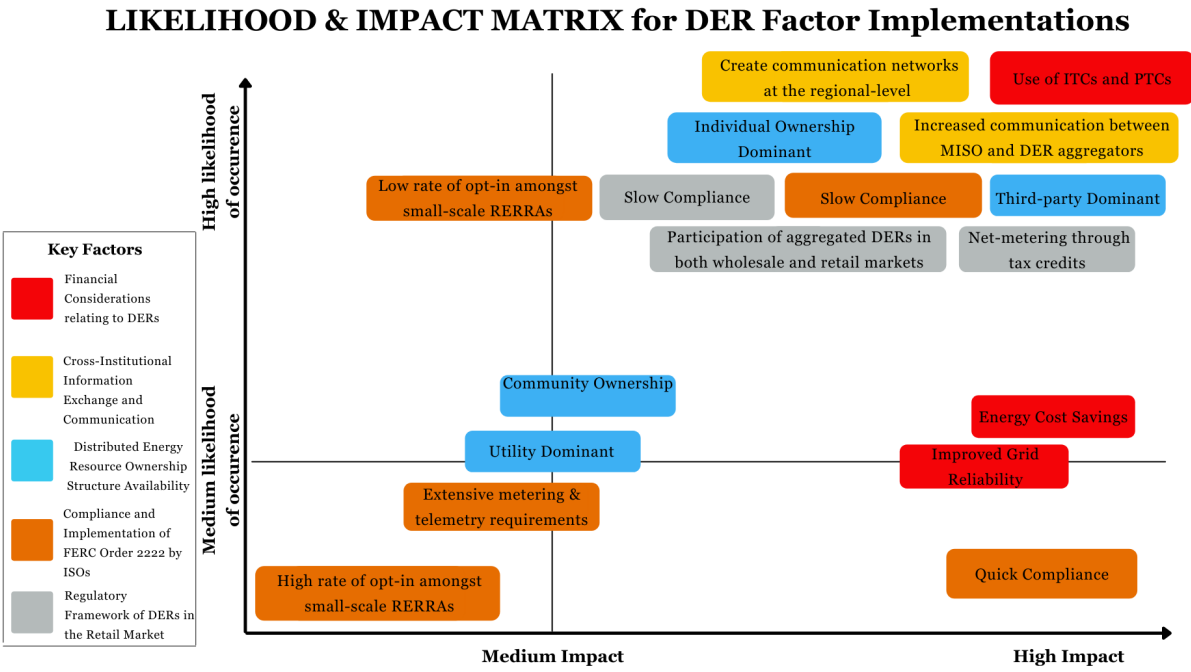 LIKELIHOOD & IMPACT MATRIX for DER Factor Implementations
Create communication networks
at the regional-level
Use of ITCs and PTCs
Individual Ownership
Dominant
Increased communication between
MISO and DER aggregators
High likelihood
of occurence
Low rate of opt-in amongst
small-scale RERRAs
Slow Compliance
Slow Compliance
Third-party Dominant
Participation of aggregated DERs in
both wholesale and retail markets
Net-metering through
tax credits
Key Factors
Financial
Considerations
relating to DERs
Cross-Institutional
Information
Exchange and
Communication
Distributed Energy
Resource Ownership
Structure Availability
Compliance and
Implementation of
FERC Order 2222 by
ISOs
Regulatory
Framework of DERs in
the Retail Market
Medium likelihood
of occurence
Community Ownership
Energy Cost Savings
Utility Dominant
Improved Grid
Reliability
Extensive metering &
telemetry requirements
High rate of opt-in amongst
small-scale RERRAs
Quick Compliance
Medium Impact
High Impact